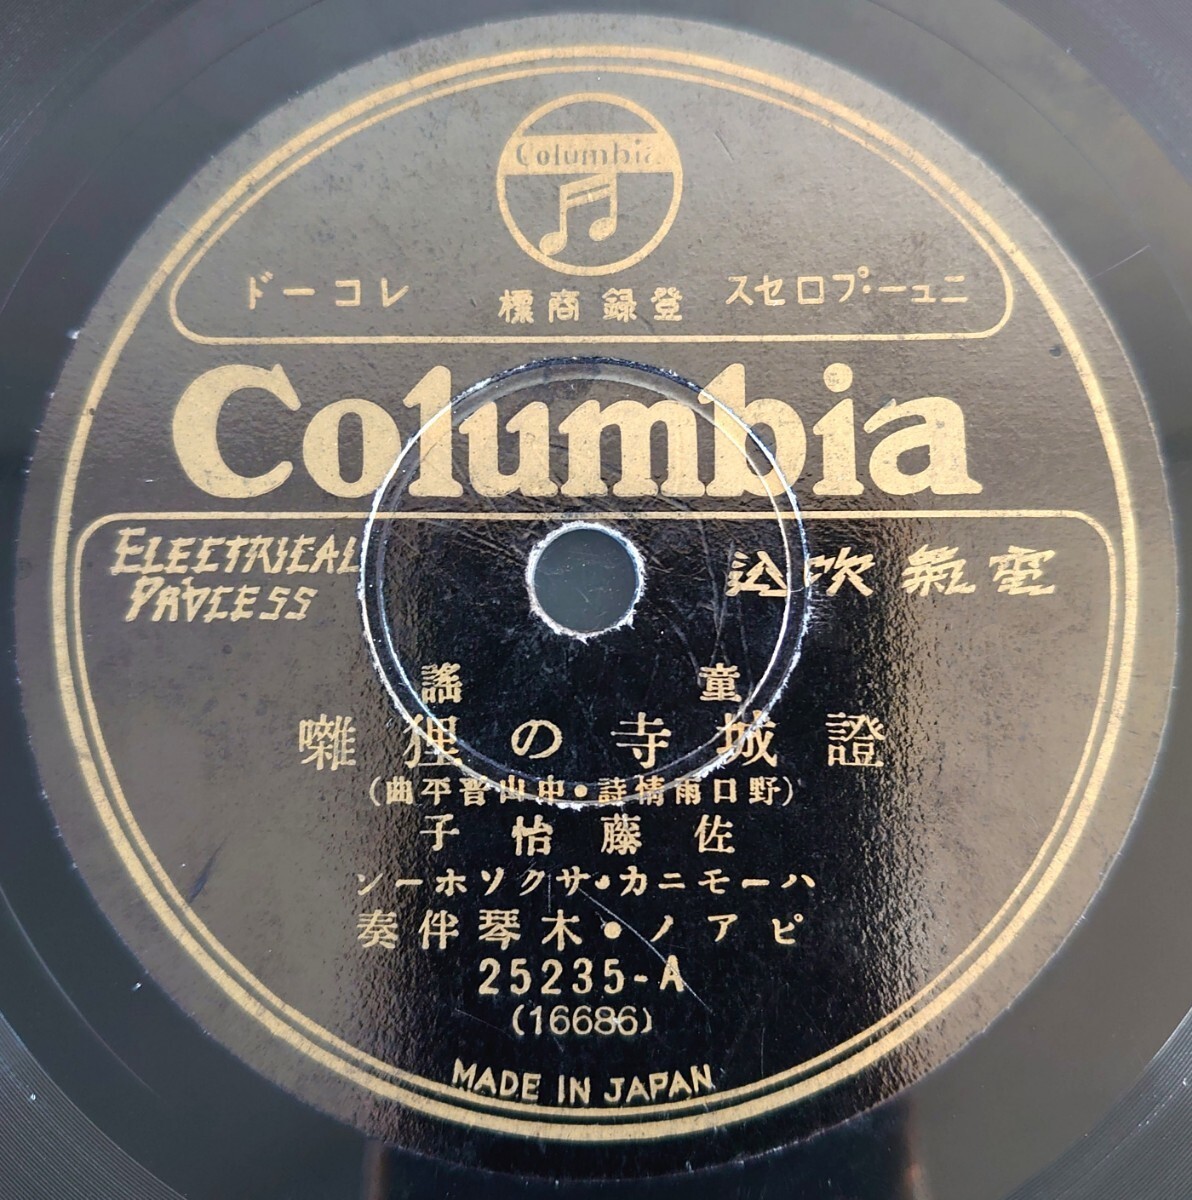 Columbia
ニュー・プロセス 登録商標 レコード
Columbia
ELECTRICAL PROCESS
電氣吹込
童謠
證城寺の狸囃
(野口雨情詩・中山晋平曲)
佐藤怡子
ハーモニカ・サクソホーン
ピアノ・木琴伴奏
25235-A
(16686)
MADE IN JAPAN